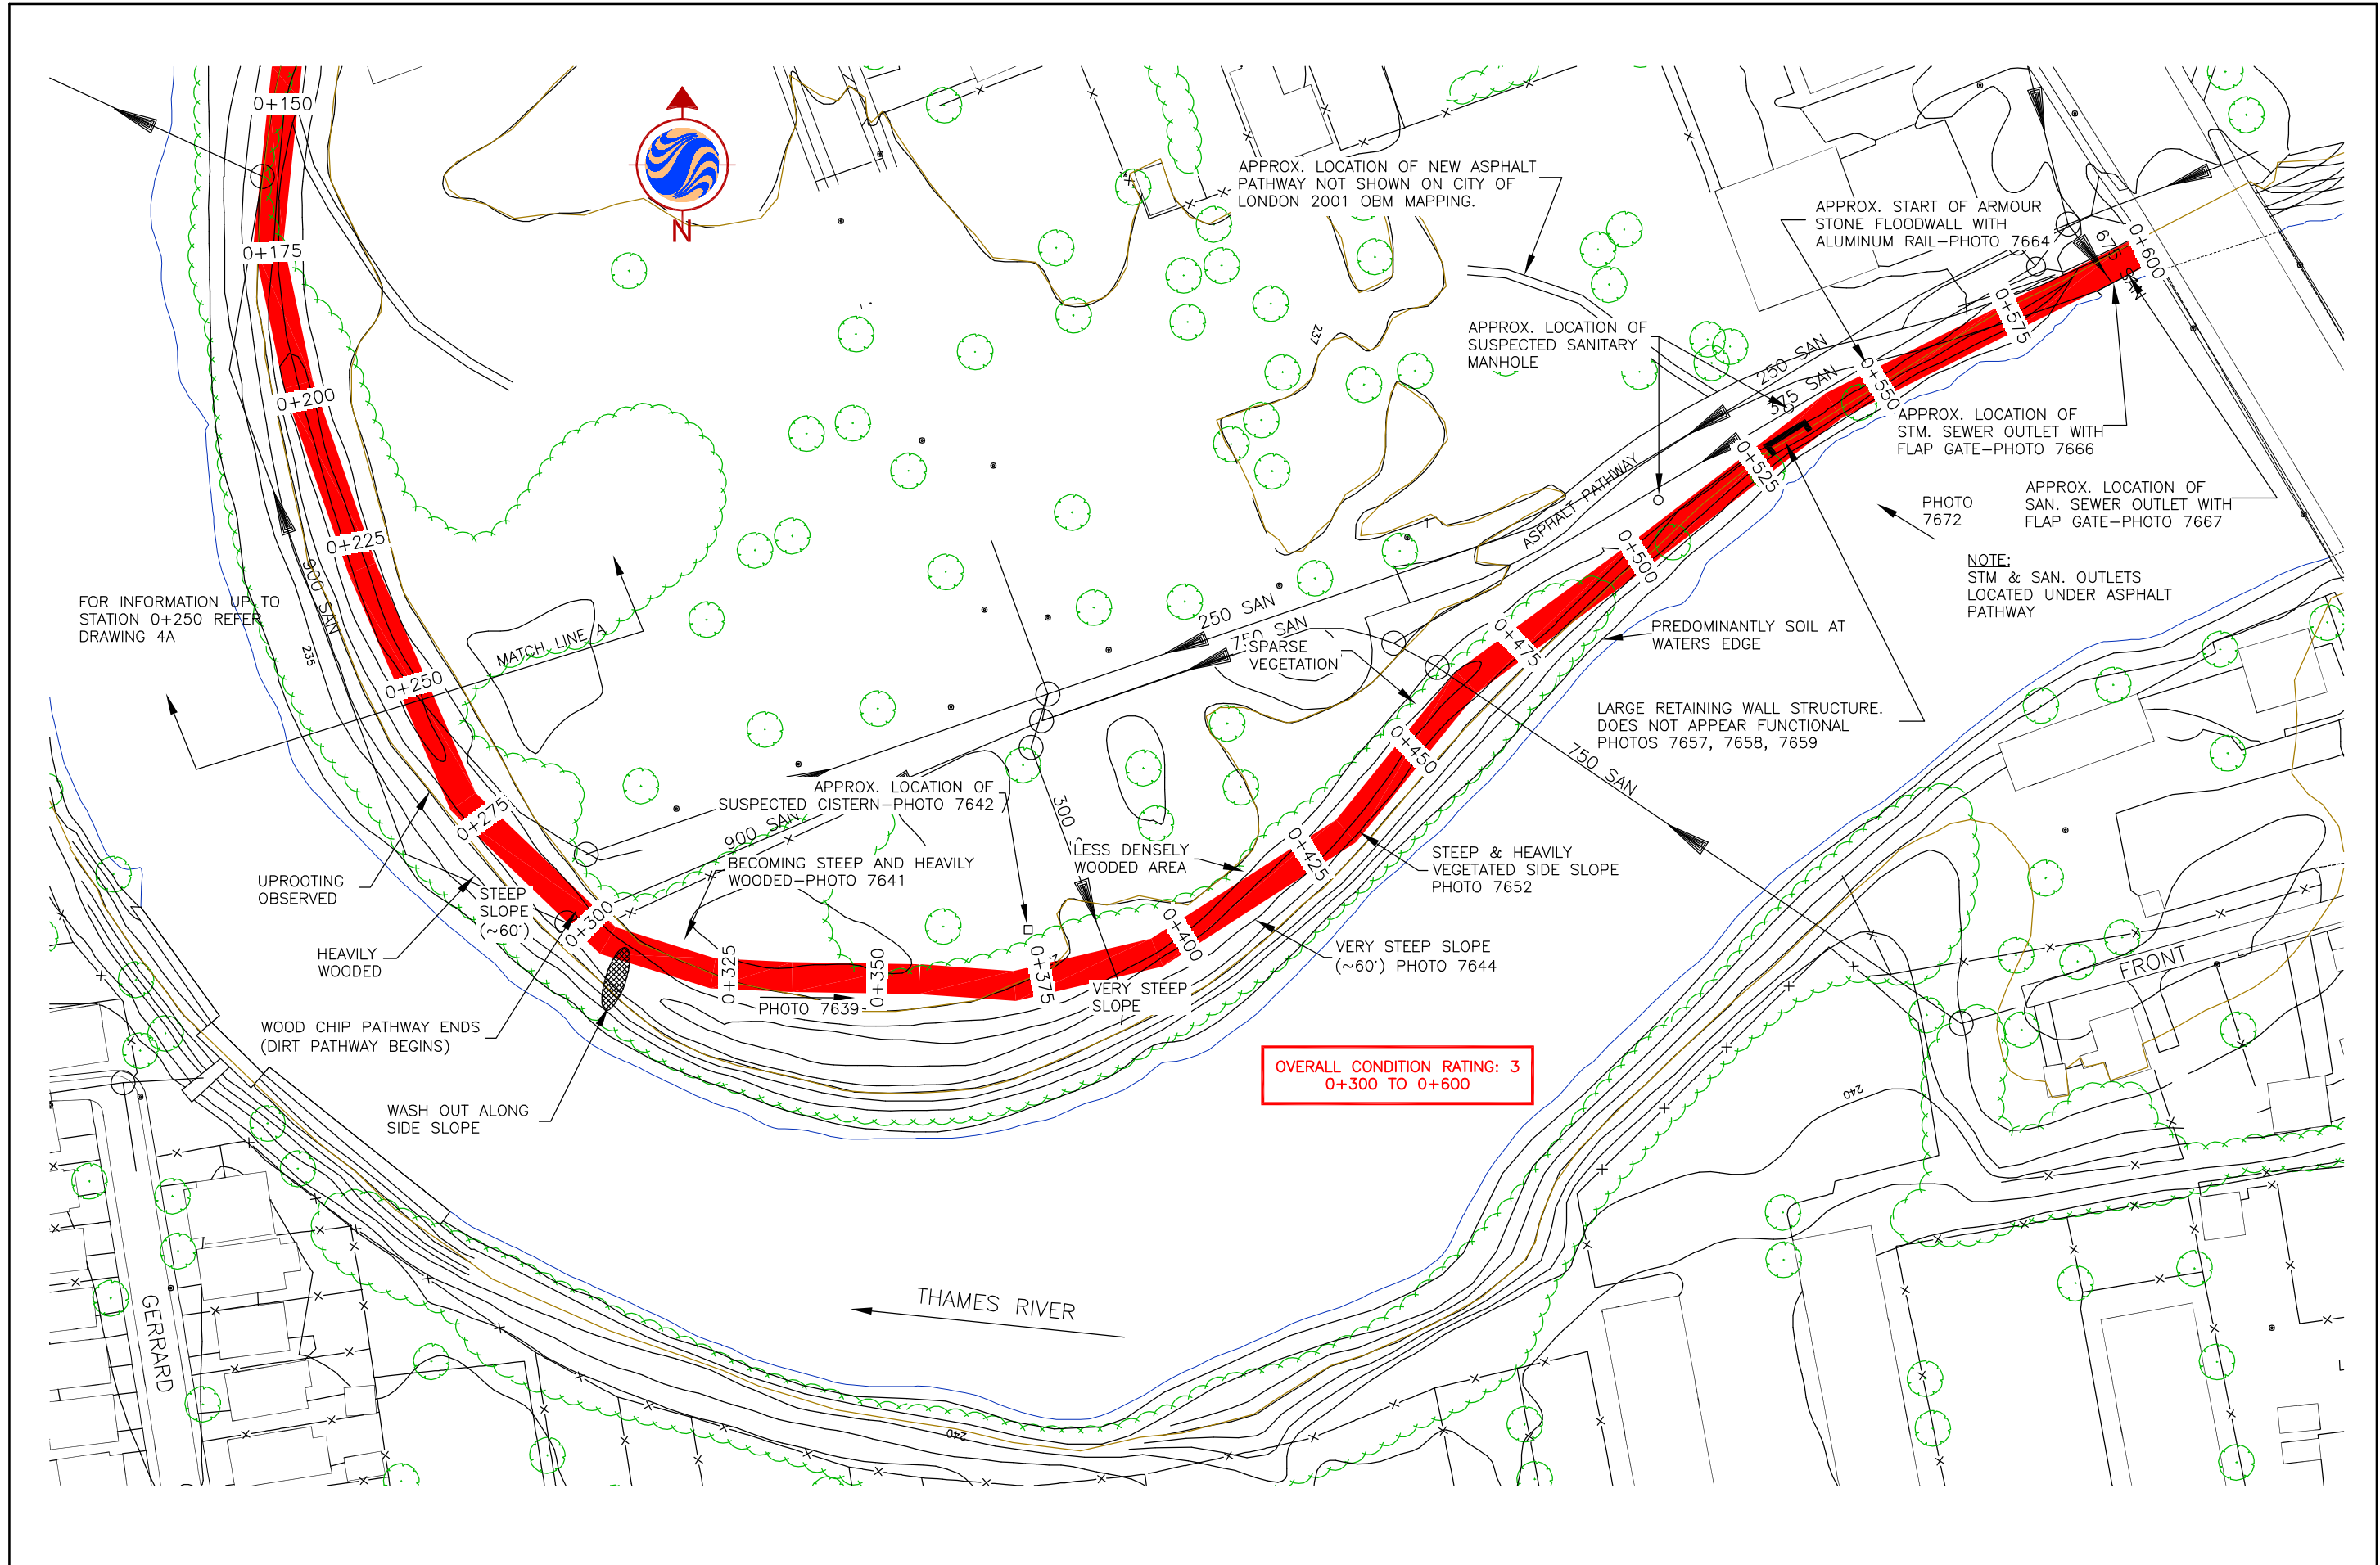 0+150
0+175
0+200
0+225
0+250
0+275
0+300
0+325
0+350
0+375
0+400
0+425
0+450
0+475
0+500
0+525
0+550
0+575
0+600
N
APPROX. LOCATION OF NEW ASPHALT
PATHWAY NOT SHOWN ON CITY OF
LONDON 2001 OBM MAPPING.
APPROX. START OF ARMOUR
STONE FLOODWALL WITH
ALUMINUM RAIL-PHOTO 7664
675 SAN
APPROX. LOCATION OF
SUSPECTED SANITARY
MANHOLE
237
250 SAN
375 SAN
APPROX. LOCATION OF
STM. SEWER OUTLET WITH
FLAP GATE-PHOTO 7666
ASPHALT PATHWAY
PHOTO
7672
APPROX. LOCATION OF
SAN. SEWER OUTLET WITH
FLAP GATE-PHOTO 7667
NOTE:
STM & SAN. OUTLETS
LOCATED UNDER ASPHALT
PATHWAY
FOR INFORMATION UP TO
STATION 0+250 REFER
DRAWING 4A
900 SAN
235
MATCH LINE A
250 SAN
750 SAN
SPARSE
VEGETATION
PREDOMINANTLY SOIL AT
WATERS EDGE
LARGE RETAINING WALL STRUCTURE.
DOES NOT APPEAR FUNCTIONAL
PHOTOS 7657, 7658, 7659
750 SAN
APPROX. LOCATION OF
SUSPECTED CISTERN-PHOTO 7642
900 SAN
300
BECOMING STEEP AND HEAVILY
WOODED-PHOTO 7641
LESS DENSELY
WOODED AREA
STEEP & HEAVILY
VEGETATED SIDE SLOPE
PHOTO 7652
UPROOTING
OBSERVED
STEEP
SLOPE
(~60°)
HEAVILY
WOODED
VERY STEEP SLOPE
(~60°) PHOTO 7644
VERY STEEP
SLOPE
PHOTO 7639
WOOD CHIP PATHWAY ENDS
(DIRT PATHWAY BEGINS)
WASH OUT ALONG
SIDE SLOPE
OVERALL CONDITION RATING: 3
0+300 TO 0+600
FRONT
240
THAMES RIVER
GERRARD
240